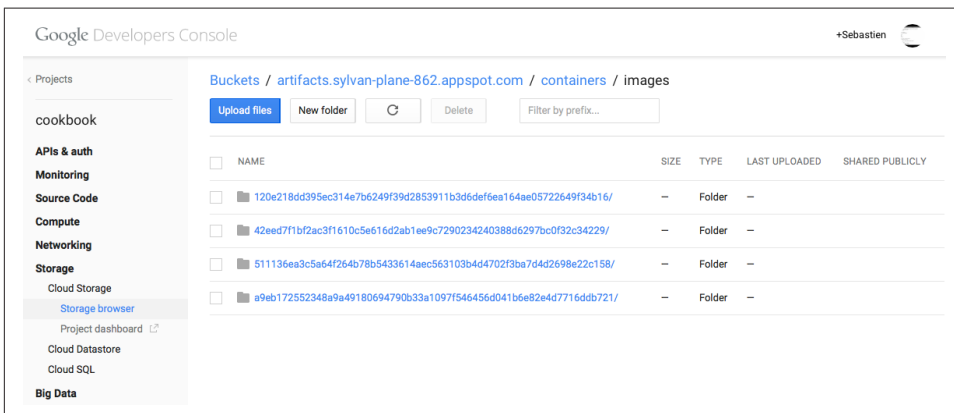 Google Developers Console
+Sebastien
< Projects
cookbook
APIs & auth
Monitoring
Source Code
Compute
Networking
Storage
Cloud Storage
Storage browser
Project dashboard
Cloud Datastore
Cloud SQL
Big Data
Buckets / artifacts.sylvan-plane-862.appspot.com / containers / images
Upload files New folder Delete Filter by prefix...
NAME SIZE TYPE LAST UPLOADED SHARED PUBLICLY
120e218dd395ec314e7b6249f39d2853911b3d6def6ea164ae05722649f34b16/ – Folder –
42eed7f1bf2ac3f1610c5e616d2ab1ee9c7290234240388d6297bc0f32c34229/ – Folder –
511136ea3c5a64f264b78b5433614aec563103b4d4702f3ba7d4d2698e22c158/ – Folder –
a9eb172552348a9a49180694790b33a1097f546456d041b6e82e4d7716ddb721/ – Folder –